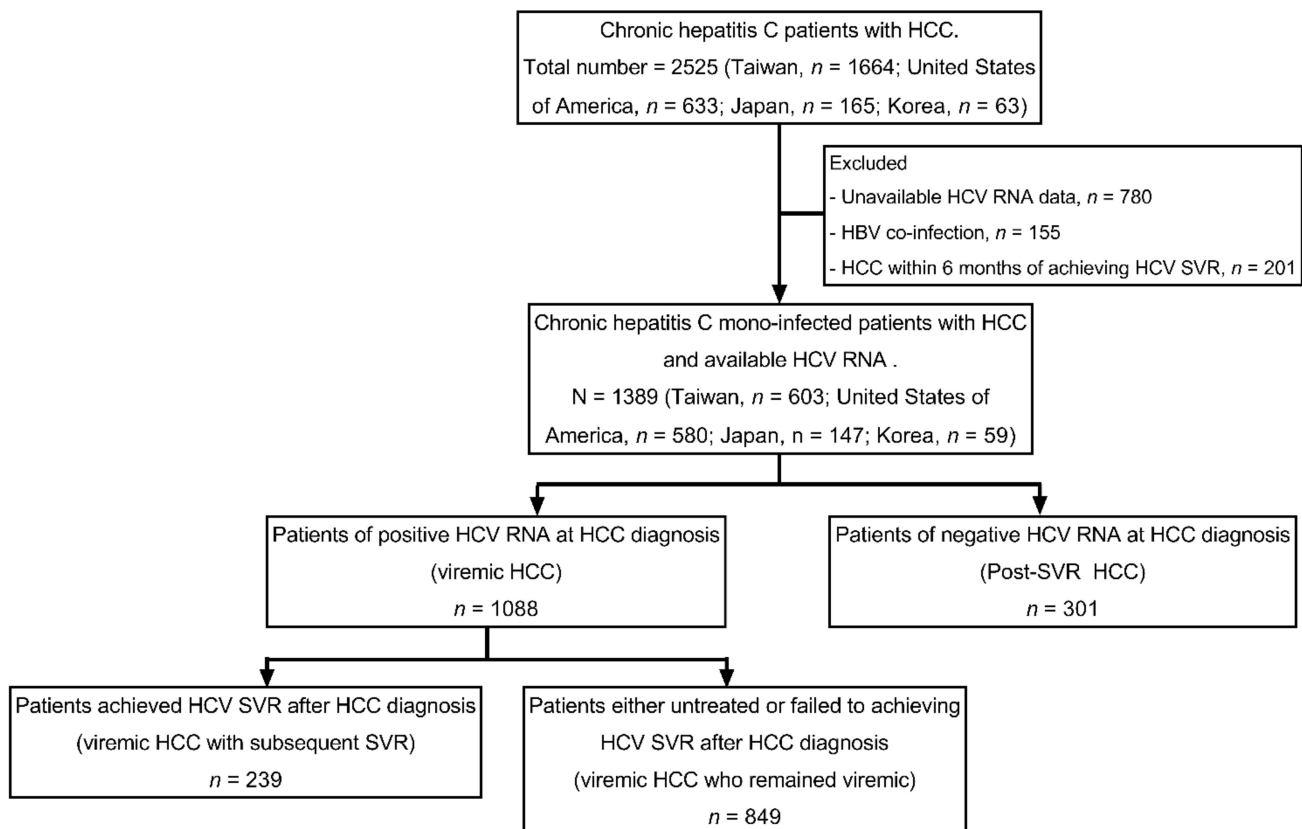 Chronic hepatitis C patients with HCC.
Total number = 2525 (Taiwan, n = 1664; United States
of America, n = 633; Japan, n = 165; Korea, n = 63)
Excluded
- Unavailable HCV RNA data, n = 780
- HBV co-infection, n = 155
- HCC within 6 months of achieving HCV SVR, n = 201
Chronic hepatitis C mono-infected patients with HCC
and available HCV RNA .
N = 1389 (Taiwan, n = 603; United States of
America, n = 580; Japan, n = 147; Korea, n = 59)
Patients of positive HCV RNA at HCC diagnosis
(viremic HCC)
n = 1088
Patients of negative HCV RNA at HCC diagnosis
(Post-SVR HCC)
n = 301
Patients achieved HCV SVR after HCC diagnosis
(viremic HCC with subsequent SVR)
n = 239
Patients either untreated or failed to achieving
HCV SVR after HCC diagnosis
(viremic HCC who remained viremic)
n = 849